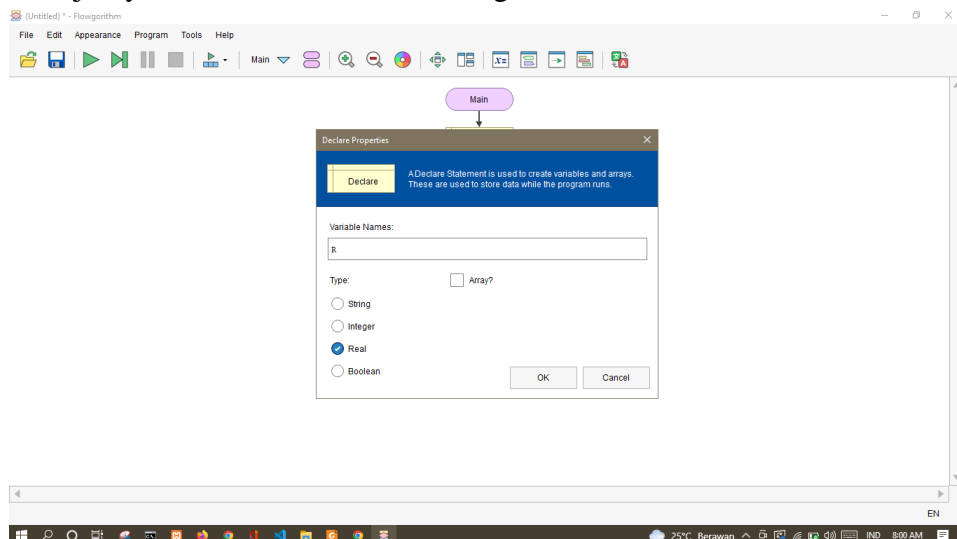 (Untitled) * - Flowgorithm
File Edit Appearance Program Tools Help
Main
x=
Main
Declare Properties
Declare
A Declare Statement is used to create variables and arrays.
These are used to store data while the program runs.
Variable Names:
R
Type:
Array?
String
Integer
Real
Boolean
OK
Cancel
EN
25°C Berawan
IND
8:00 AM